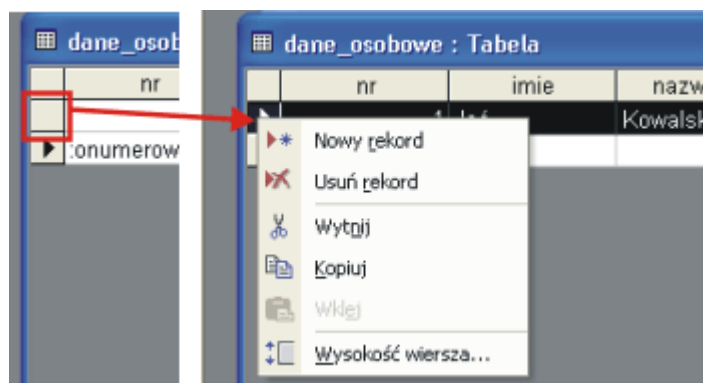 dane_osob
nr
:onumerow
dane_osobowe : Tabela
nr imie nazw
1 Kowalsk
Nowy rekord
Usuń rekord
Wytnij
Kopiuj
Wklej
Wysokość wiersza...